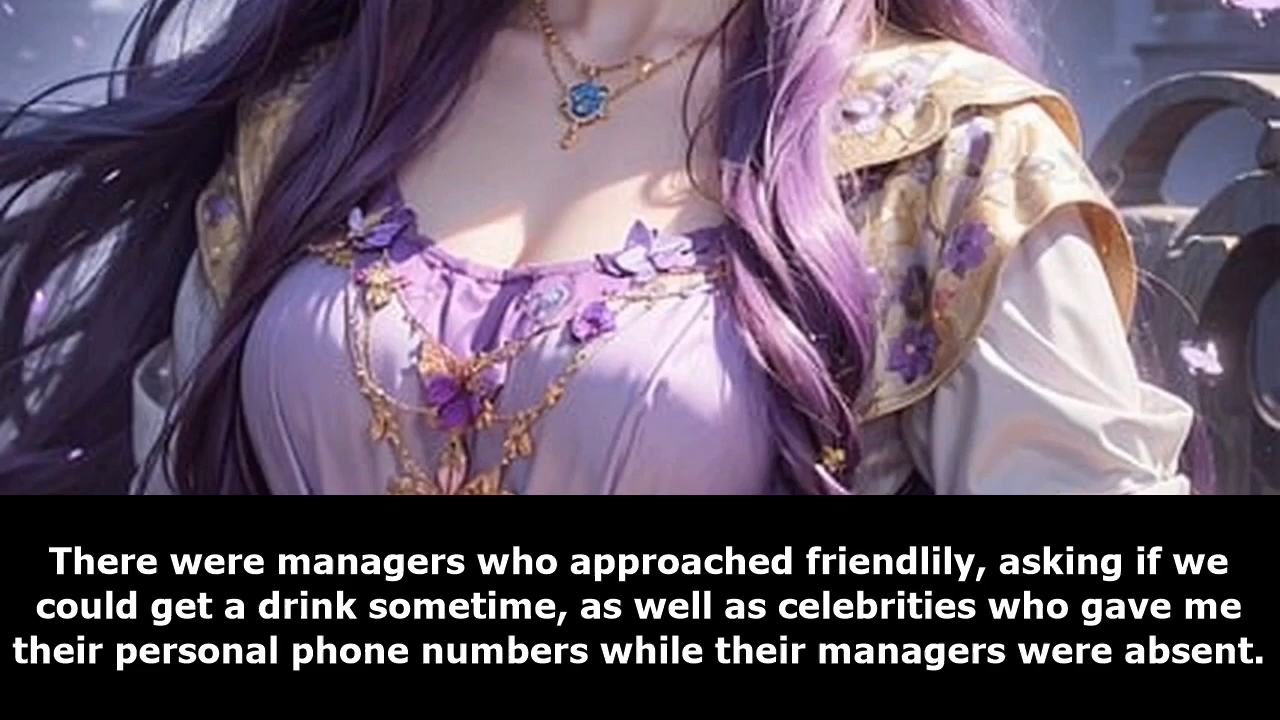 There were managers who approached friendlily, asking if we
could get a drink sometime, as well as celebrities who gave me
their personal phone numbers while their managers were absent.